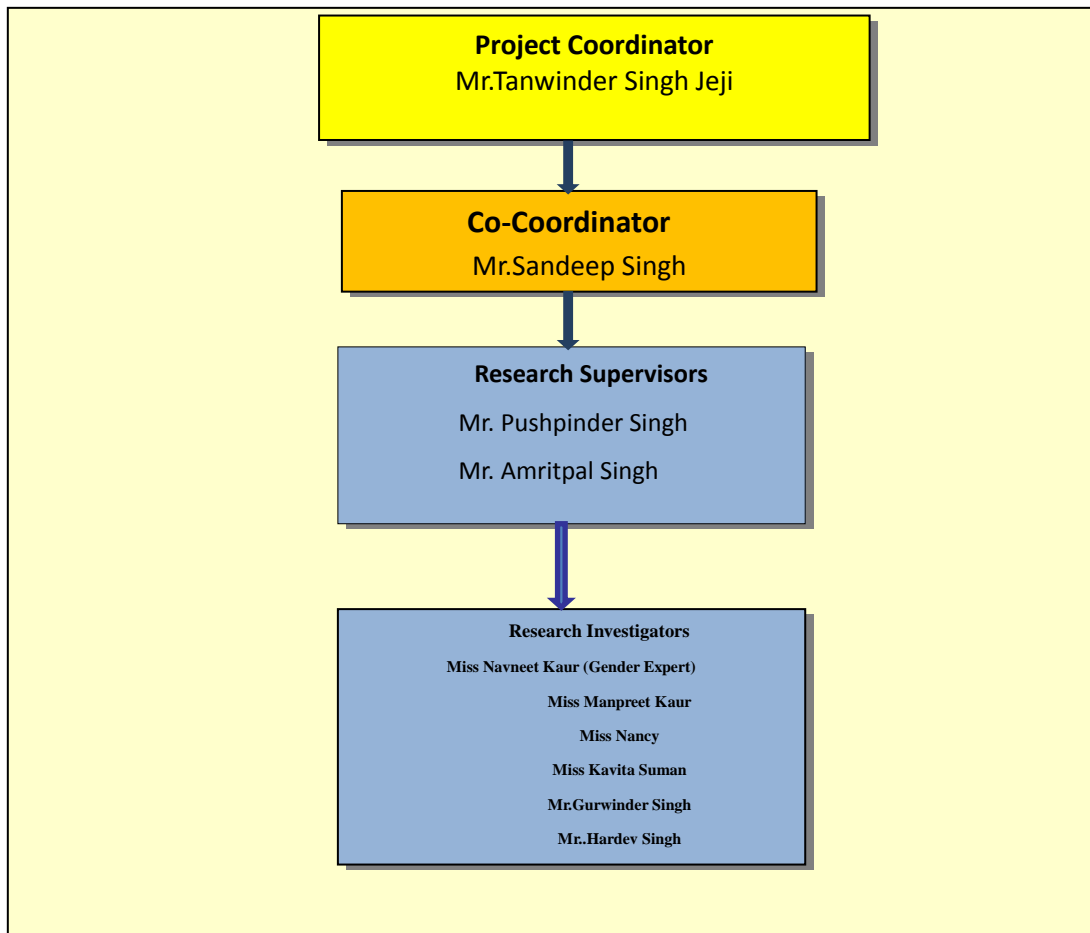 Project Coordinator
Mr.Tanwinder Singh Jeji
Co-Coordinator
Mr.Sandeep Singh
Research Supervisors
Mr. Pushpinder Singh
Mr. Amritpal Singh
Research Investigators
Miss Navneet Kaur (Gender Expert)
Miss Manpreet Kaur
Miss Nancy
Miss Kavita Suman
Mr.Gurwinder Singh
Mr..Hardev Singh